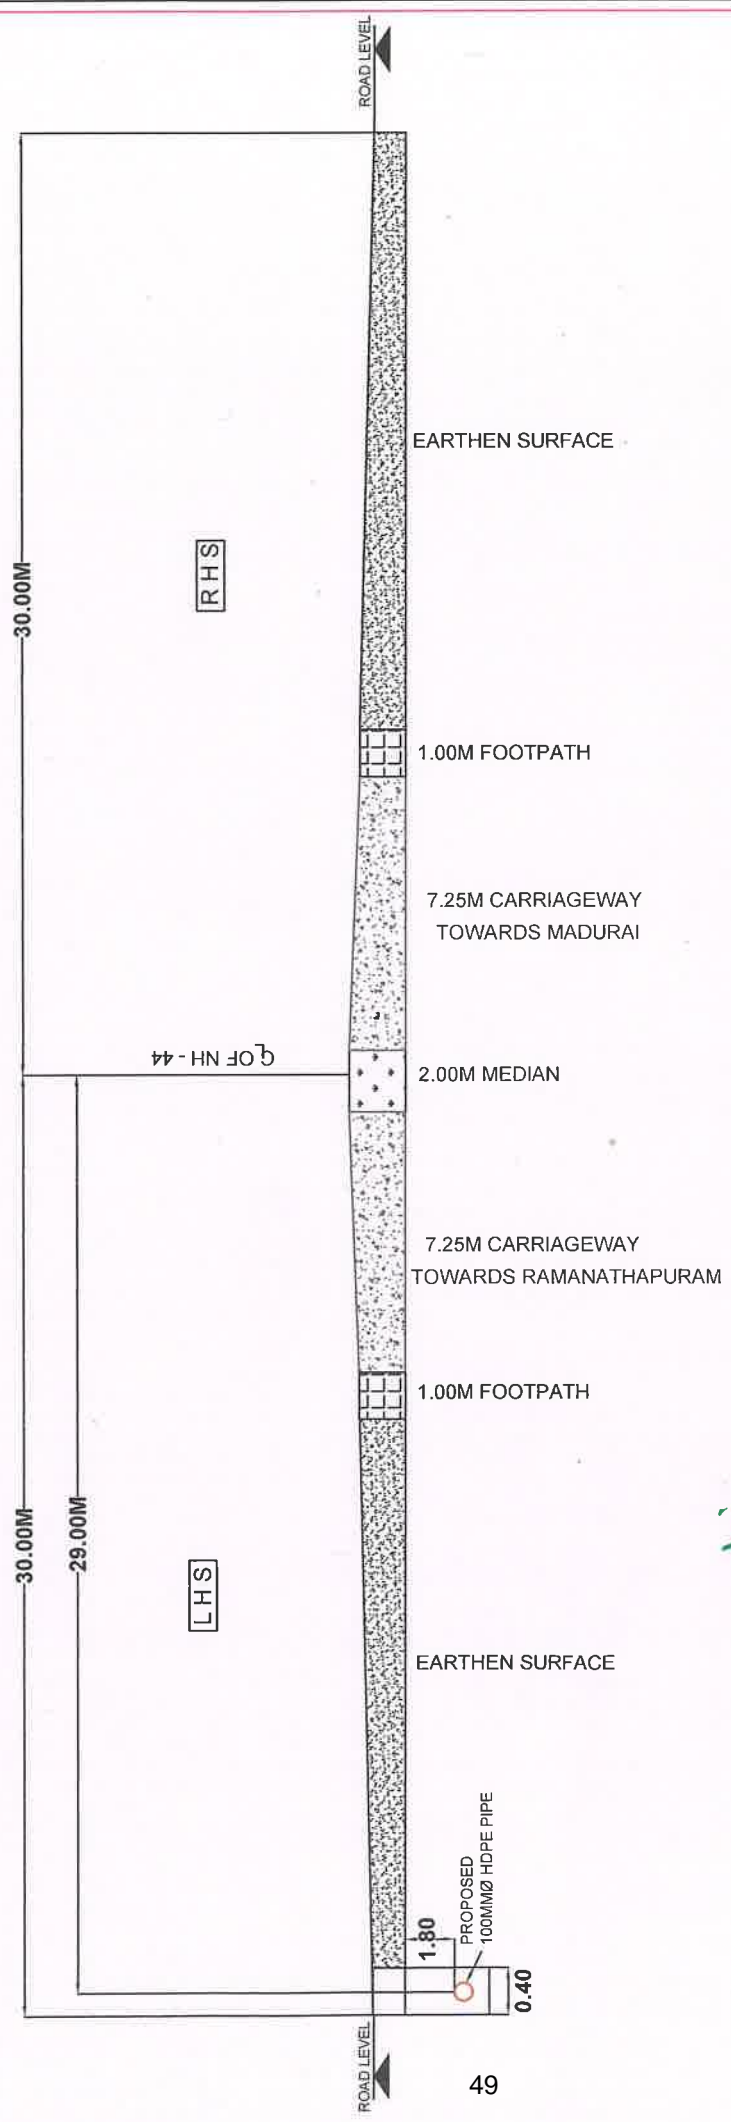 ROAD LEVEL
30.00M
R H S
EARTHEN SURFACE
1.00M FOOTPATH
7.25M CARRIAGEWAY
TOWARDS MADURAI
℄ OF NH - 44
2.00M MEDIAN
7.25M CARRIAGEWAY
TOWARDS RAMANATHAPURAM
1.00M FOOTPATH
30.00M
29.00M
L H S
EARTHEN SURFACE
PROPOSED
100MMØ HDPE PIPE
1.80
0.40
ROAD LEVEL
49